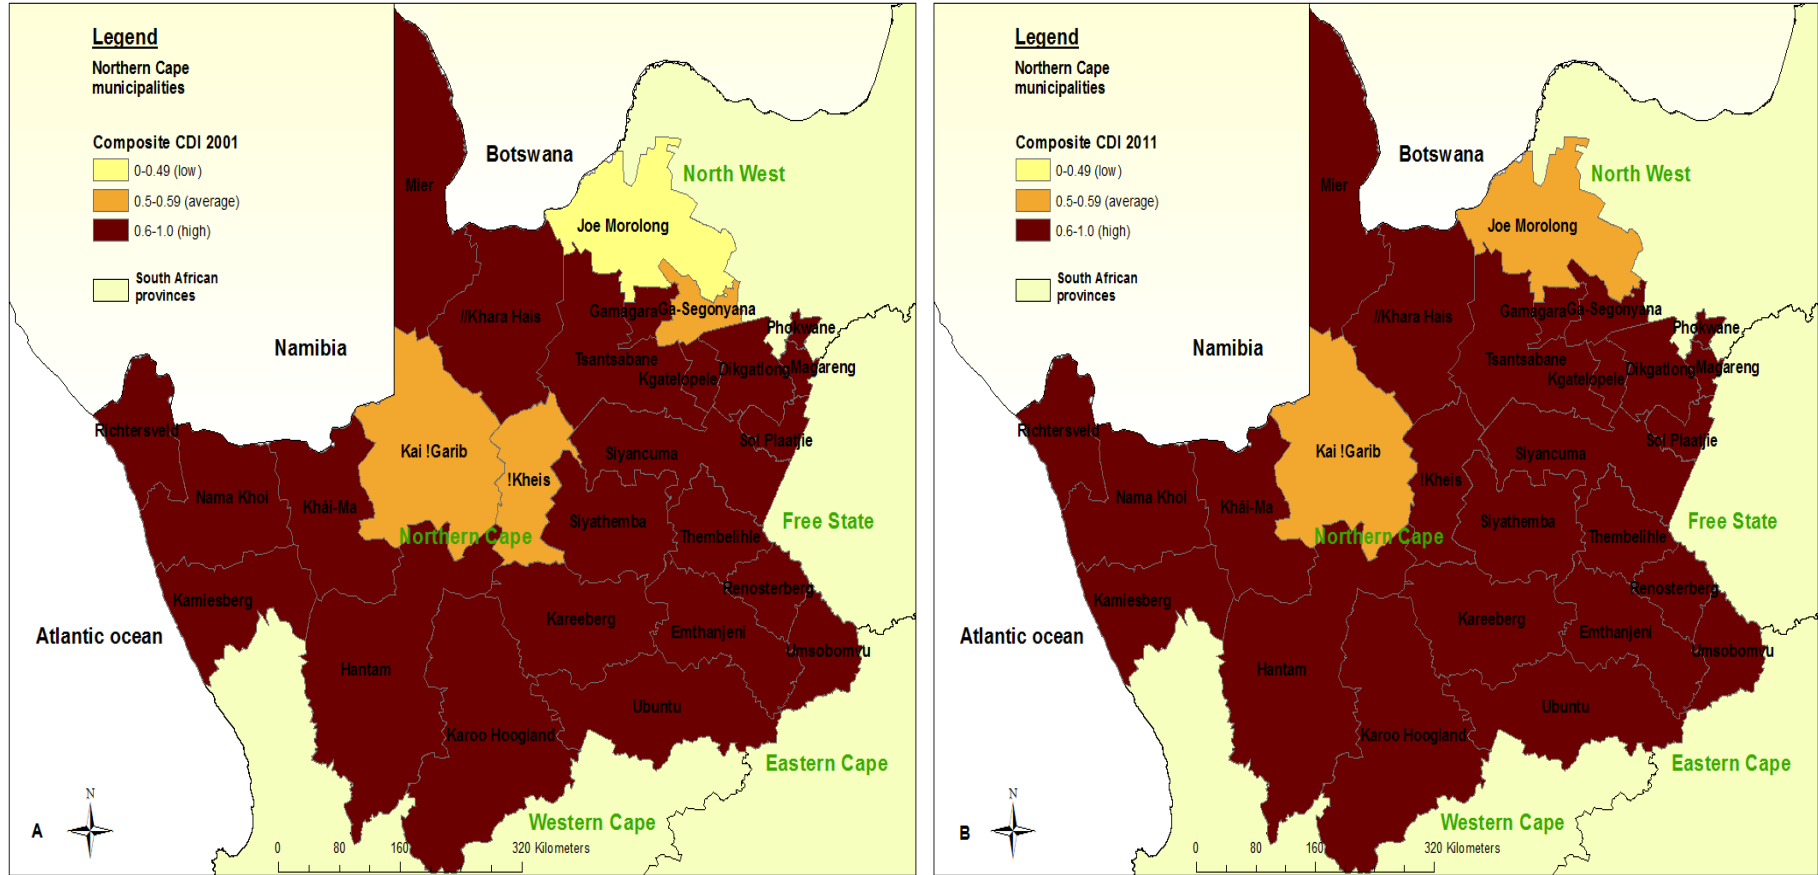 Legend
Northern Cape
municipalities
Composite CDI 2001
0-0.49 (low)
0.5-0.59 (average)
0.6-1.0 (high)
South African
provinces
Botswana
North West
Mier
Joe Morolong
//Khara Hais
Gamagara
Ga-Segonyana
Phokwane
Namibia
Tsantsabane
Kgatelopele
Dikgatlong
Magareng
Richtersveld
Sol Plaatjie
Kai !Garib
Siyancuma
!Kheis
Nama Khoi
Khâi-Ma
Siyathemba
Free State
Northern Cape
Thembelihle
Renosterberg
Kamiesberg
Kareeberg
Emthanjeni
Atlantic ocean
Umsobomvu
Hantam
Ubuntu
Karoo Hoogland
Eastern Cape
N
Western Cape
A
0 80 160 320 Kilometers
Legend
Northern Cape
municipalities
Composite CDI 2011
0-0.49 (low)
0.5-0.59 (average)
0.6-1.0 (high)
South African
provinces
Botswana
North West
Mier
Joe Morolong
//Khara Hais
Gamagara
Ga-Segonyana
Phokwane
Namibia
Tsantsabane
Kgatelopele
Dikgatlong
Magareng
Richtersveld
Sol Plaatjie
Kai !Garib
Siyancuma
!Kheis
Nama Khoi
Khâi-Ma
Siyathemba
Free State
Northern Cape
Thembelihle
Renosterberg
Kamiesberg
Kareeberg
Emthanjeni
Atlantic ocean
Umsobomvu
Hantam
Ubuntu
Karoo Hoogland
Eastern Cape
N
Western Cape
B
0 80 160 320 Kilometers